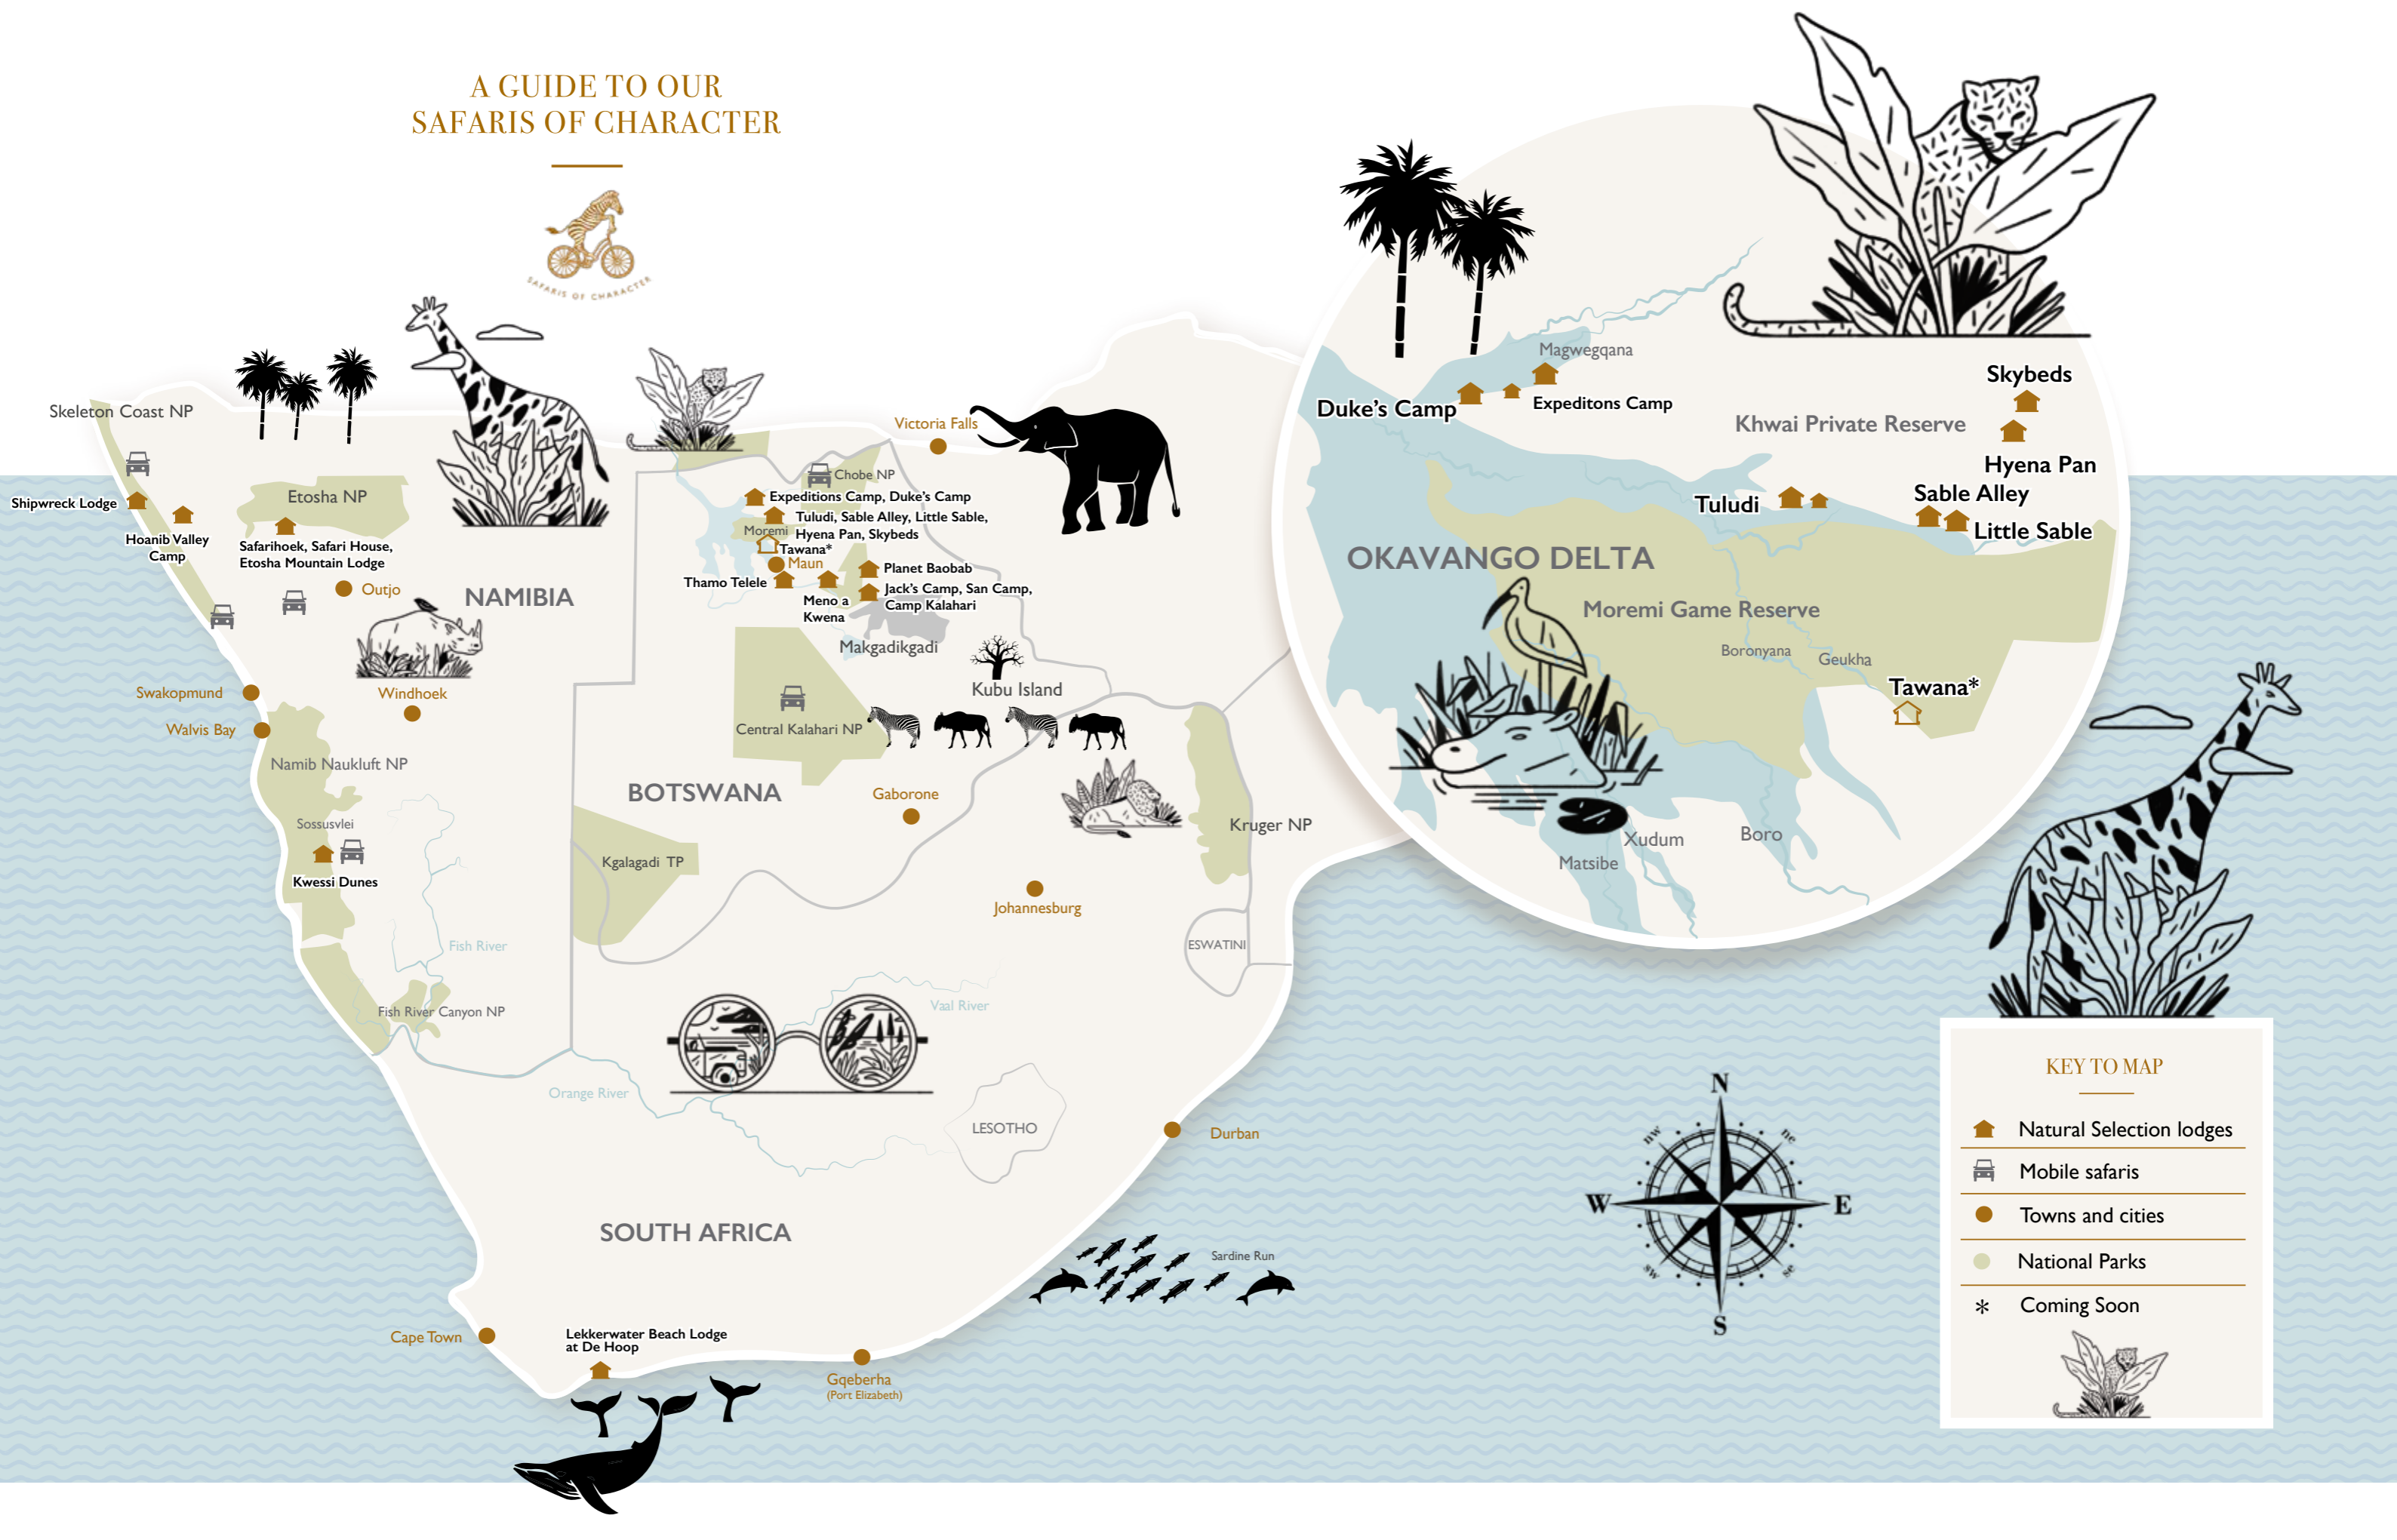 A GUIDE TO OUR
SAFARIS OF CHARACTER
SAFARIS OF CHARACTER
Skeleton Coast NP
Shipwreck Lodge
Hoanib Valley
Camp
Etosha NP
Safarihoek, Safari House,
Etosha Mountain Lodge
Outjo
NAMIBIA
Swakopmund
Walvis Bay
Windhoek
Namib Naukluft NP
Sossusvlei
Kwessi Dunes
Fish River
Fish River Canyon NP
Victoria Falls
Chobe NP
Expeditions Camp, Duke's Camp
Tuludi, Sable Alley, Little Sable,
Hyena Pan, Skybeds
Moremi
Tawana*
Maun
Thamo Telele
Meno a
Kwena
Planet Baobab
Jack's Camp, San Camp,
Camp Kalahari
Makgadikgadi
Kubu Island
Central Kalahari NP
BOTSWANA
Gaborone
Kgalagadi TP
Kruger NP
Johannesburg
ESWATINI
Vaal River
Orange River
LESOTHO
Durban
SOUTH AFRICA
Sardine Run
Cape Town
Lekkerwater Beach Lodge
at De Hoop
Gqeberha
(Port Elizabeth)
Magwegqana
Duke's Camp
Expeditons Camp
Skybeds
Khwai Private Reserve
Hyena Pan
Sable Alley
Tuludi
Little Sable
OKAVANGO DELTA
Moremi Game Reserve
Boronyana
Geukha
Tawana*
Xudum
Boro
Matsibe
N
nw
ne
W
E
sw
se
S
KEY TO MAP
Natural Selection lodges
Mobile safaris
Towns and cities
National Parks
* Coming Soon